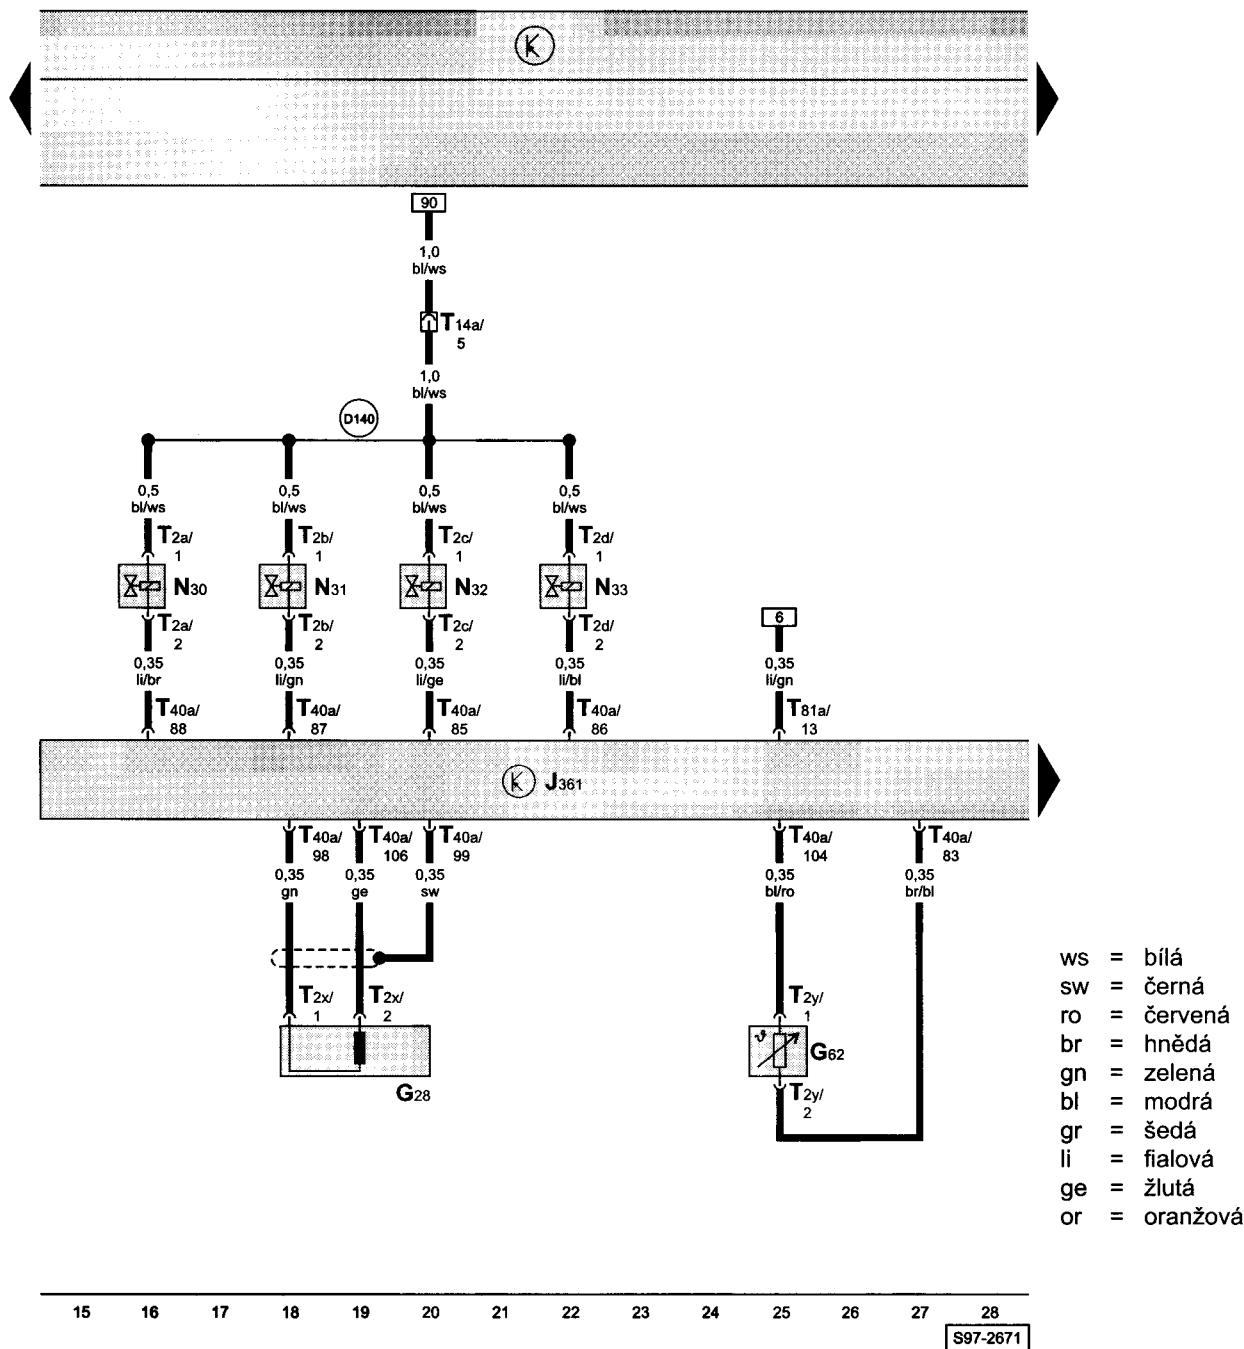 90
1,0
bl/ws
T14a/
5
1,0
bl/ws
D140
0,5 0,5 0,5 0,5
bl/ws bl/ws bl/ws bl/ws
T2a/ T2b/ T2c/ T2d/
1 1 1 1
N30 N31 N32 N33
6
T2a/ T2b/ T2c/ T2d/
2 2 2 2
0,35 0,35 0,35 0,35 0,35
li/br li/gn li/ge li/bl li/gn
T40a/ T40a/ T40a/ T40a/ T81a/
88 87 85 86 13
J361
T40a/ T40a/ T40a/ T40a/ T40a/
98 106 99 104 83
0,35 0,35 0,35 0,35 0,35
gn ge sw bl/ro br/bl
T2x/ T2x/ T2y/
1 2 1
G62
G28
T2y/
2
ws = bílá
sw = černá
ro = červená
br = hnědá
gn = zelená
bl = modrá
gr = šedá
li = fialová
ge = žlutá
or = oranžová
15 16 17 18 19 20 21 22 23 24 25 26 27 28
S97-2671